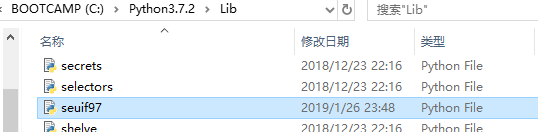 BOOTCAMP (C:) > Python3.7.2 > Lib
搜索"Lib"
名称 修改日期 类型
secrets 2018/12/23 22:16 Python File
selectors 2018/12/23 22:16 Python File
seuif97 2019/1/26 23:48 Python File
shelve 2018/12/23 22:16 Python File